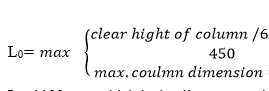 clear hight of column /6
L₀= max { 450
max. coulmn dimension